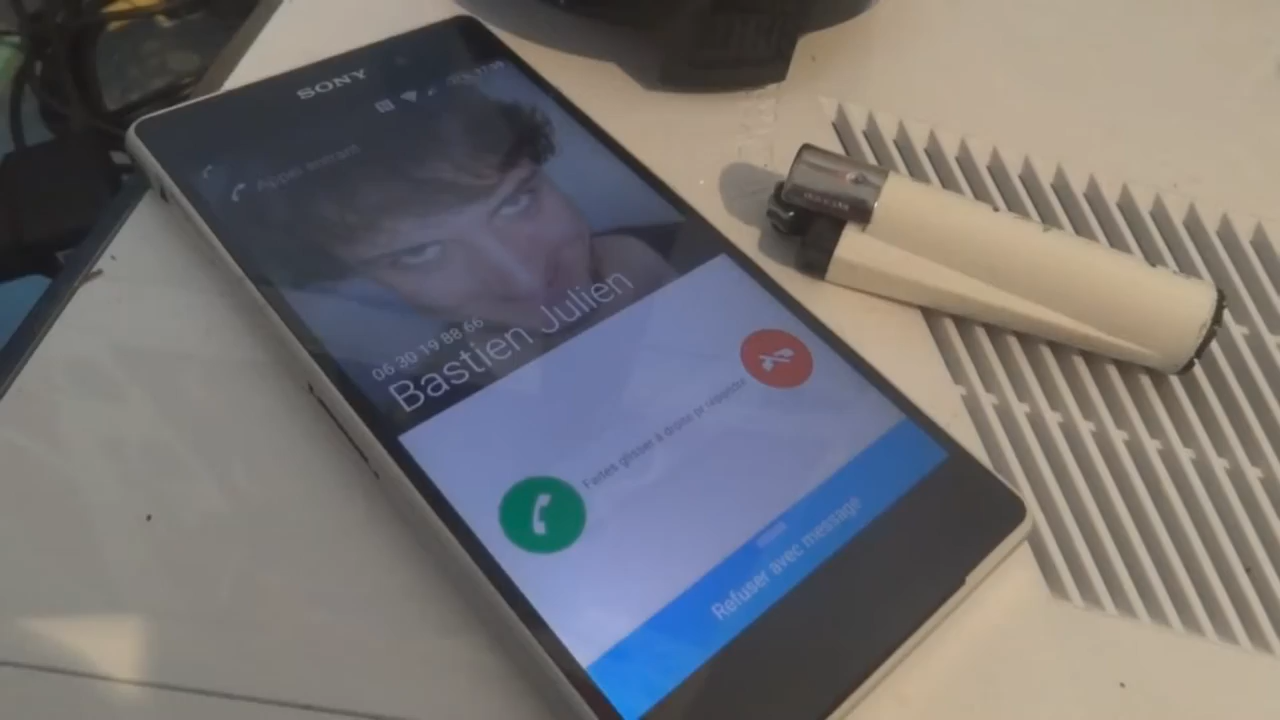 SONY
Appel entrant
06 30 19 88 66
Bastien Julien
Faites glisser à droite pr répondre
Refuser avec message